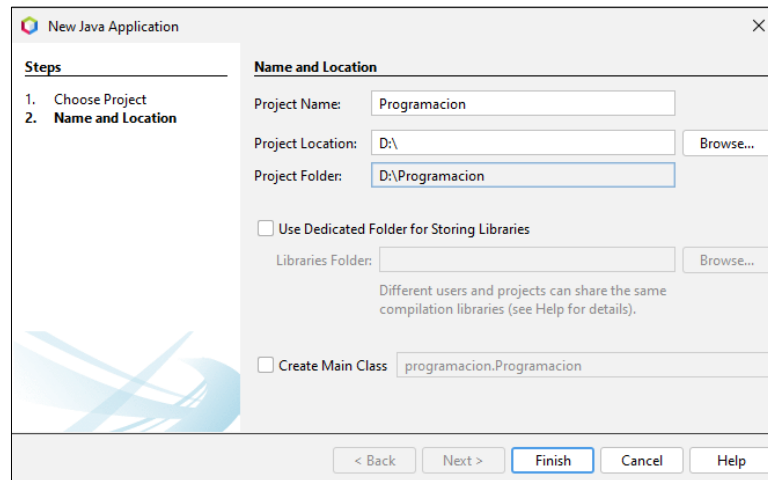 New Java Application
Steps
1. Choose Project
2. Name and Location
Name and Location
Project Name: Programacion
Project Location: D:\ Browse...
Project Folder: D:\Programacion
Use Dedicated Folder for Storing Libraries
Libraries Folder: Browse...
Different users and projects can share the same
compilation libraries (see Help for details).
Create Main Class programacion.Programacion
< Back Next > Finish Cancel Help